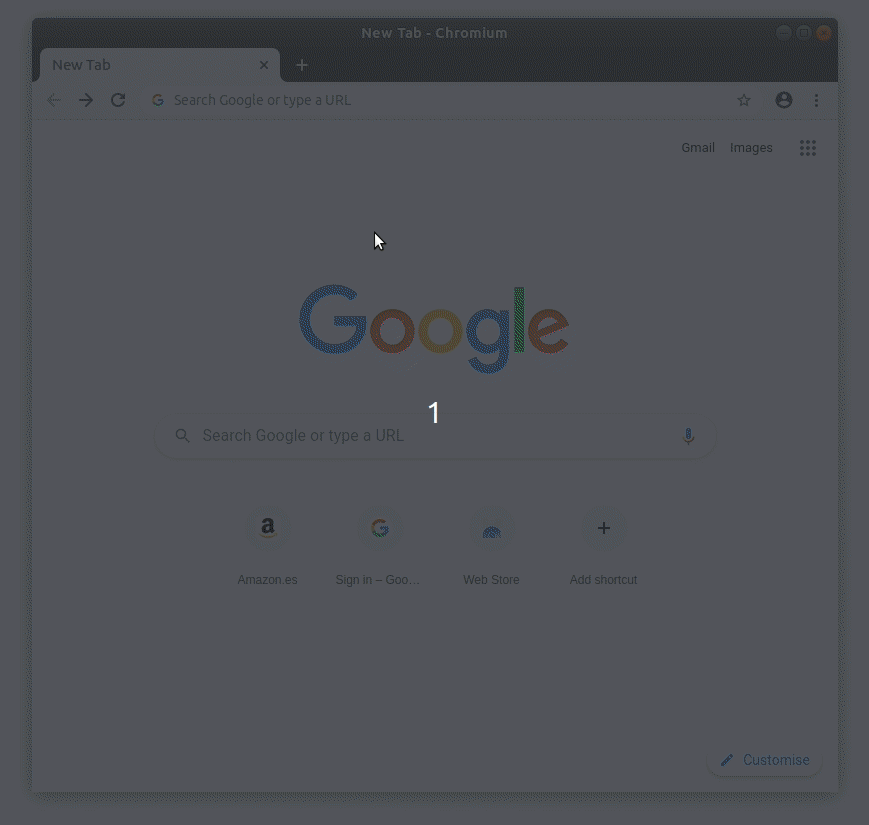 New Tab - Chromium
New Tab
Search Google or type a URL
Gmail Images
Google
1
Search Google or type a URL
a
Amazon.es Sign in – Goo... Web Store Add shortcut
Customise